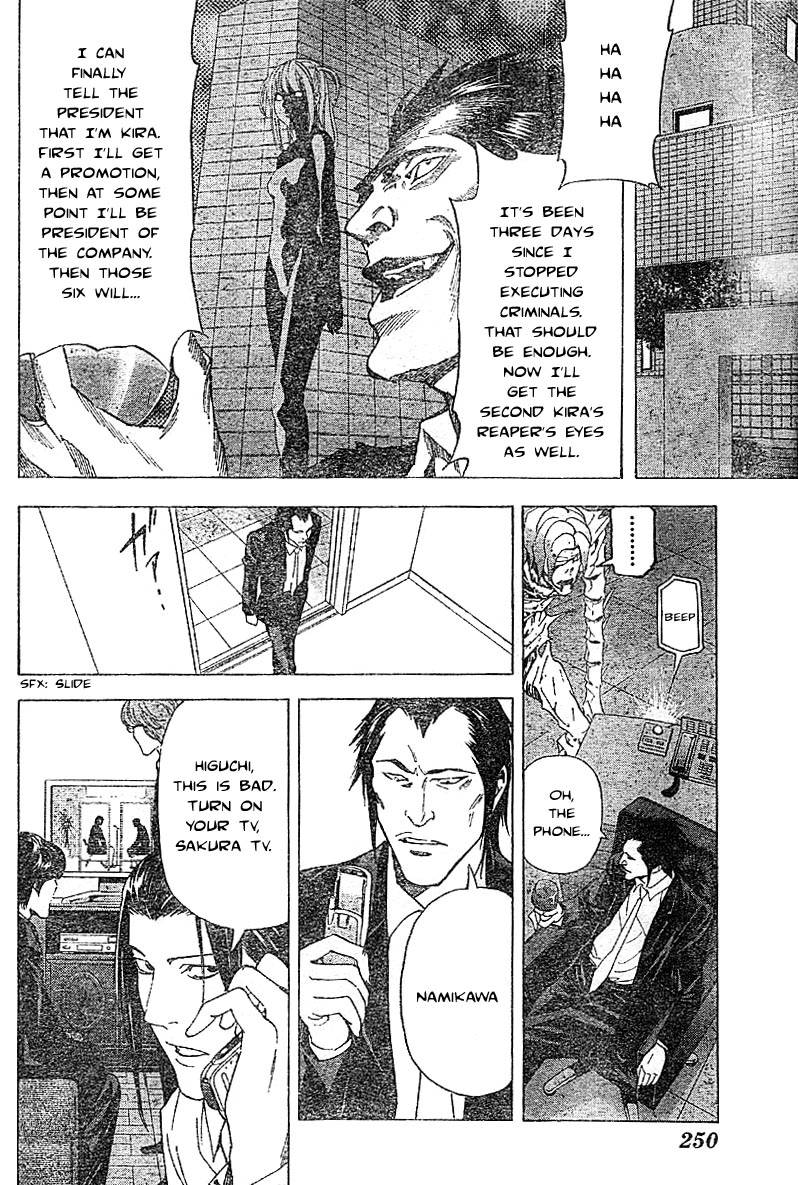 HA
HA
HA
HA
IT'S BEEN
THREE DAYS
SINCE I
STOPPED
EXECUTING
CRIMINALS.
THAT SHOULD
BE ENOUGH.
NOW I'LL
GET THE
SECOND KIRA'S
REAPER'S EYES
AS WELL.
I CAN
FINALLY
TELL THE
PRESIDENT
THAT I'M KIRA.
FIRST I'LL GET
A PROMOTION,
THEN AT SOME
POINT I'LL BE
PRESIDENT OF
THE COMPANY.
THEN THOSE
SIX WILL...
........
BEEP
OH,
THE
PHONE...
SFX: SLIDE
NAMIKAWA
HIGUCHI,
THIS IS BAD.
TURN ON
YOUR TV,
SAKURA TV.
250